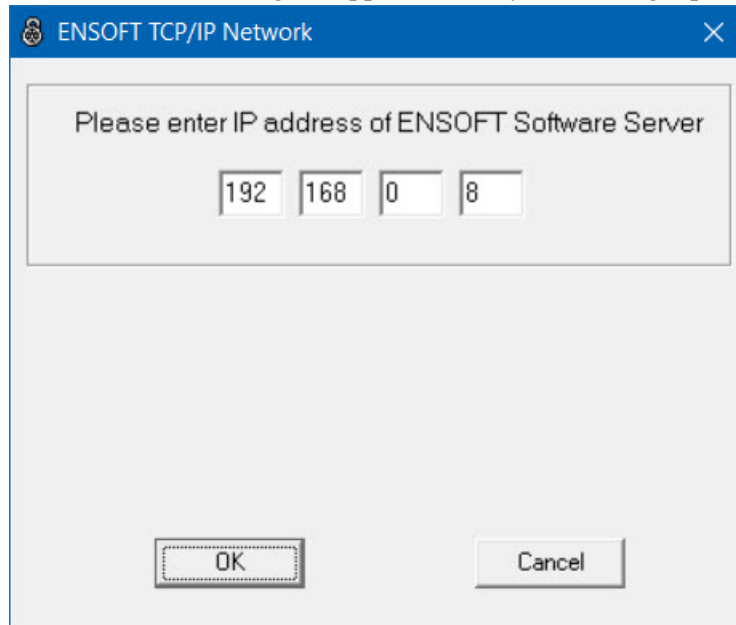 ENSOFT TCP/IP Network
Please enter IP address of ENSOFT Software Server
192 168 0 8
OK Cancel